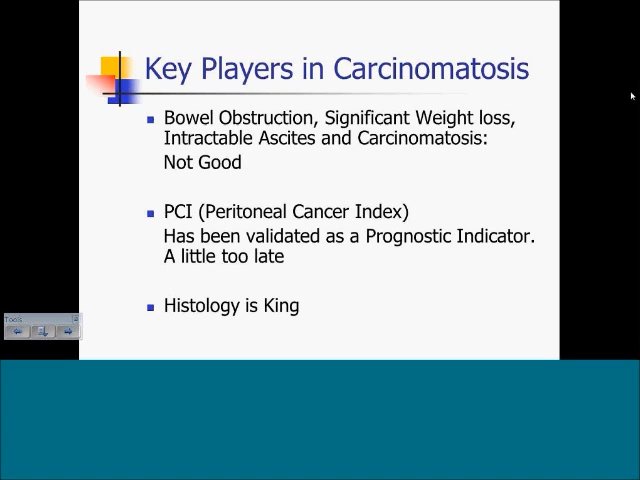 Key Players in Carcinomatosis
Bowel Obstruction, Significant Weight loss,
Intractable Ascites and Carcinomatosis:
Not Good
PCI (Peritoneal Cancer Index)
Has been validated as a Prognostic Indicator.
A little too late
Histology is King
Tools